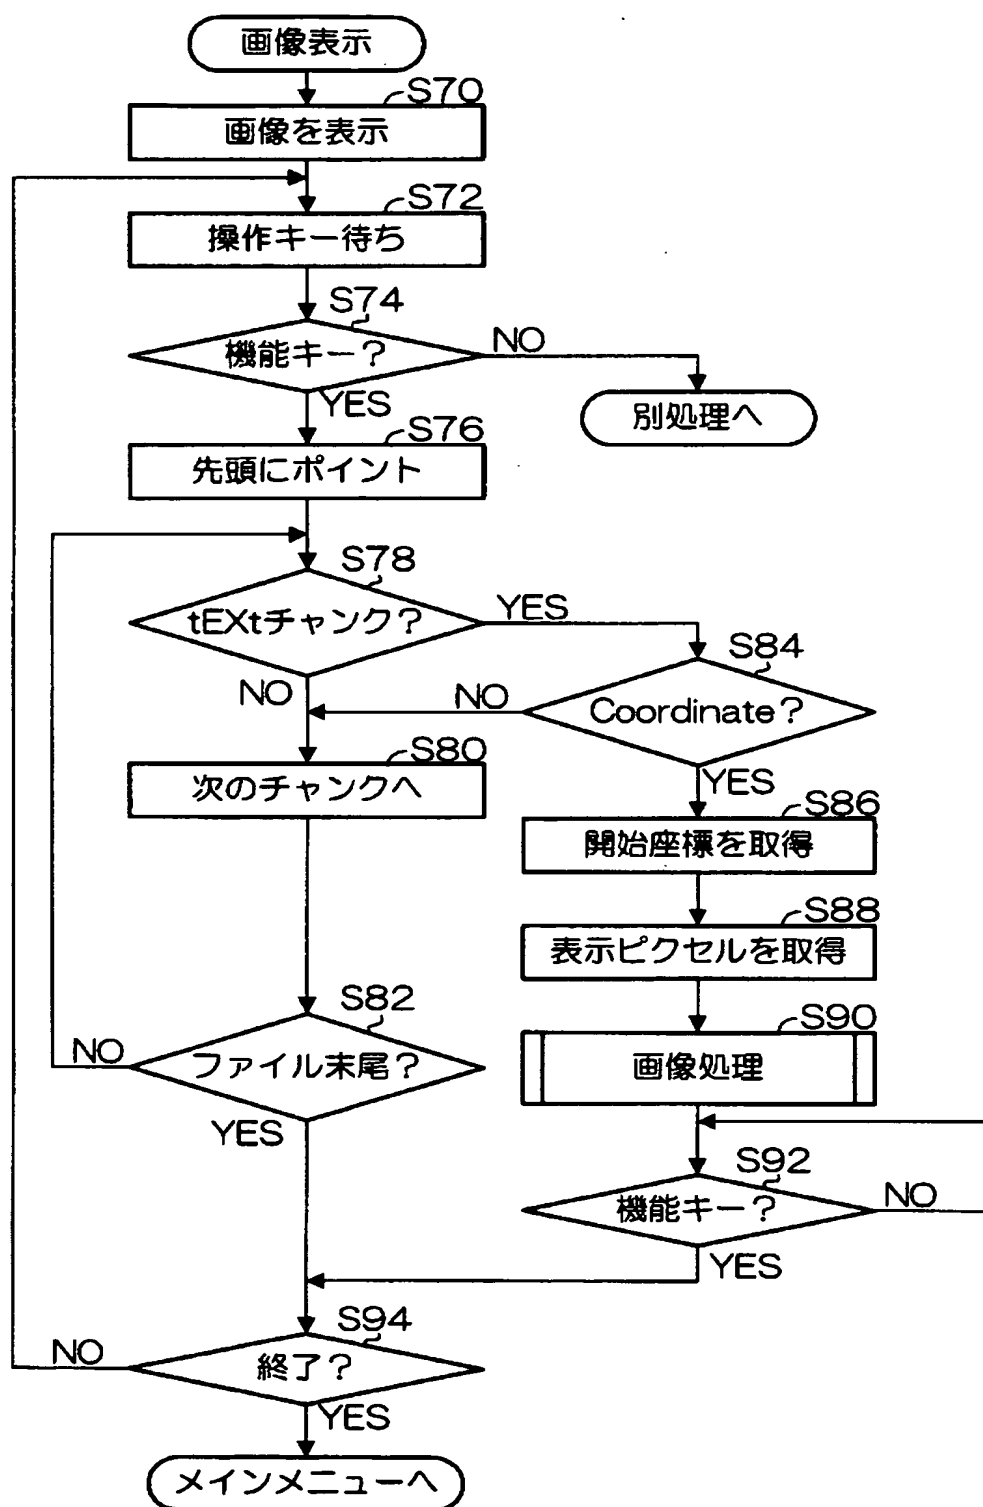 画像表示
S70
画像を表示
S72
操作キー待ち
S74
機能キー？
NO
YES
別処理へ
S76
先頭にポイント
S78
tEXtチャンク？
YES
S84
NO
NO
Coordinate？
S80
YES
次のチャンクへ
S86
開始座標を取得
S88
表示ピクセルを取得
S82
S90
NO
ファイル末尾？
画像処理
YES
S92
機能キー？
NO
YES
S94
NO
終了？
YES
メインメニューへ